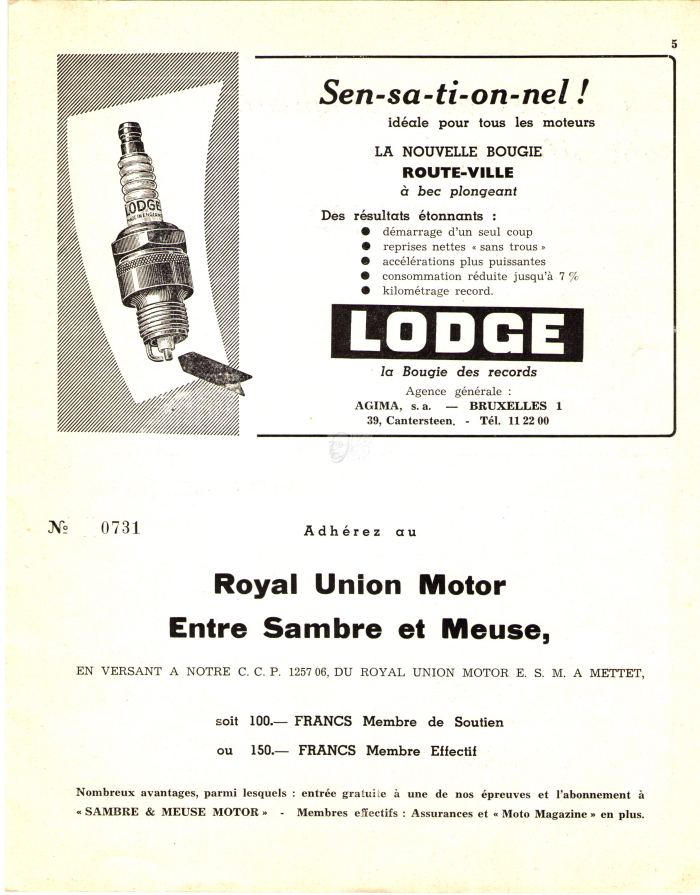 5
Sen-sa-ti-on-nel !
idéale pour tous les moteurs
LA NOUVELLE BOUGIE
ROUTE-VILLE
à bec plongeant
Des résultats étonnants :
● démarrage d'un seul coup
● reprises nettes « sans trous »
● accélérations plus puissantes
● consommation réduite jusqu'à 7 %
● kilométrage record.
LODGE
MADE IN ENGLAND
LODGE
la Bougie des records
Agence générale :
AGIMA, s. a. — BRUXELLES 1
39, Cantersteen. - Tél. 11 22 00
№ 0731
Adhérez au
Royal Union Motor
Entre Sambre et Meuse,
EN VERSANT A NOTRE C. C. P. 1257 06, DU ROYAL UNION MOTOR E. S. M. A METTET,
soit 100.— FRANCS Membre de Soutien
ou 150.— FRANCS Membre Effectif
Nombreux avantages, parmi lesquels : entrée gratuite à une de nos épreuves et l'abonnement à
« SAMBRE & MEUSE MOTOR » - Membres effectifs : Assurances et « Moto Magazine » en plus.